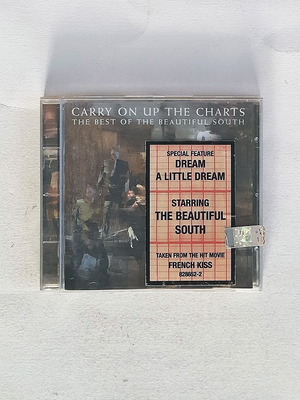 CARRY ON UP THE CHARTS
THE BEST OF THE BEAUTIFUL SOUTH
SPECIAL FEATURE
DREAM
A LITTLE DREAM
STARRING
THE BEAUTIFUL
SOUTH
TAKEN FROM THE HIT MOVIE
FRENCH KISS
828652-2